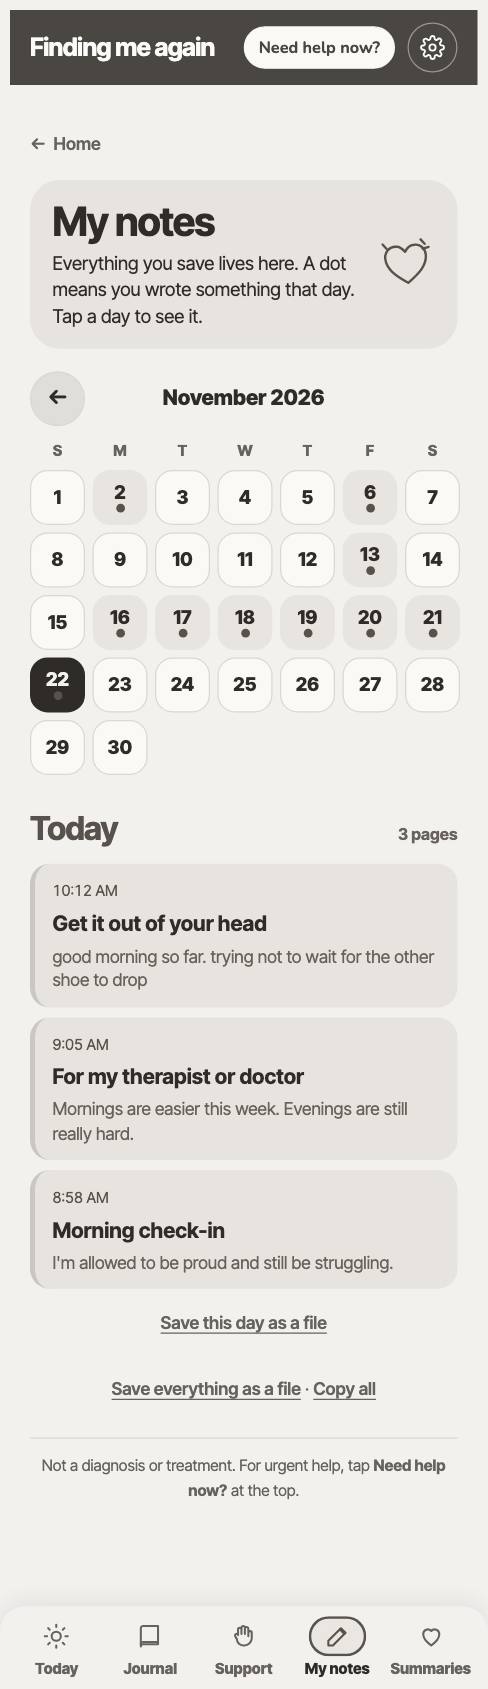 Finding me again
Need help now?
← Home
My notes
Everything you save lives here. A dot
means you wrote something that day.
Tap a day to see it.
← November 2026
S M T W T F S
1 2 3 4 5 6 7
8 9 10 11 12 13 14
15 16 17 18 19 20 21
22 23 24 25 26 27 28
29 30
Today
3 pages
10:12 AM
Get it out of your head
good morning so far. trying not to wait for the other
shoe to drop
9:05 AM
For my therapist or doctor
Mornings are easier this week. Evenings are still
really hard.
8:58 AM
Morning check-in
I'm allowed to be proud and still be struggling.
Save this day as a file
Save everything as a file · Copy all
Not a diagnosis or treatment. For urgent help, tap Need help
now? at the top.
Today Journal Support My notes Summaries